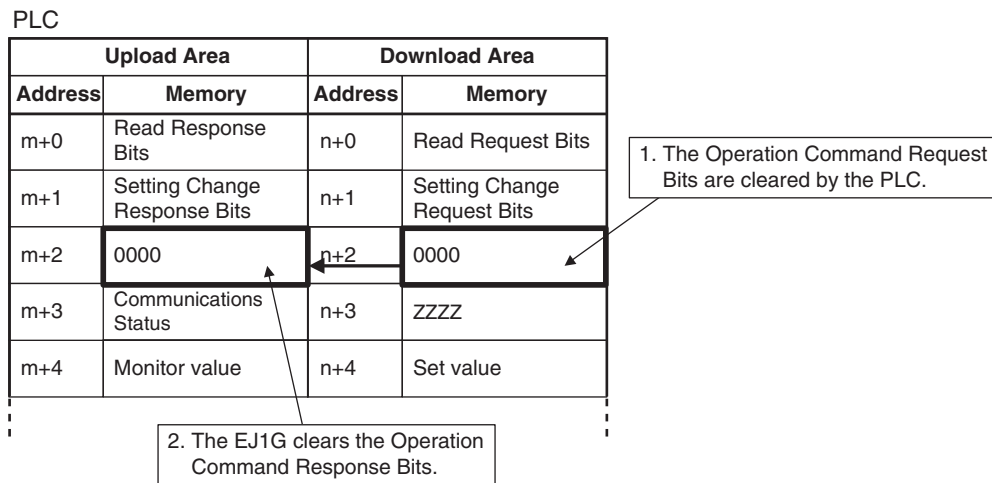 PLC
Upload Area
Download Area
Address
Memory
Address
Memory
m+0
Read Response
Bits
n+0
Read Request Bits
m+1
Setting Change
Response Bits
n+1
Setting Change
Request Bits
m+2
0000
n+2
0000
m+3
Communications
Status
n+3
ZZZZ
m+4
Monitor value
n+4
Set value
1. The Operation Command Request
Bits are cleared by the PLC.
2. The EJ1G clears the Operation
Command Response Bits.